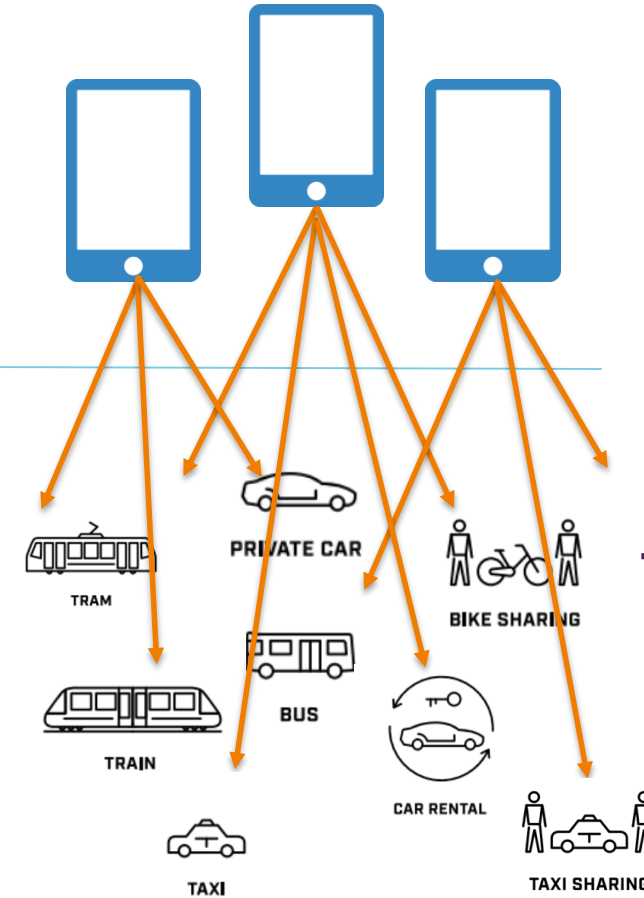 PRIVATE CAR
TRAM
BIKE SHARING
BUS
TRAIN
CAR RENTAL
TAXI
TAXI SHARING